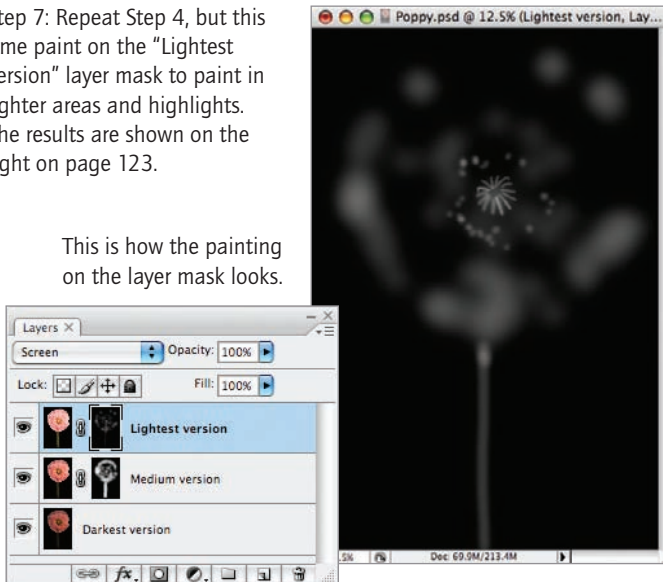 tep 7: Repeat Step 4, but this
me paint on the “Lightest
ersion” layer mask to paint in
ghter areas and highlights.
he results are shown on the
ght on page 123.
This is how the painting
on the layer mask looks.
Poppy.psd @ 12.5% (Lightest version, Lay...
Layers X
Screen Opacity: 100%
Lock: Fill: 100%
Lightest version
Medium version
Darkest version
fx.
.5% Doc: 69.9M/213.4M